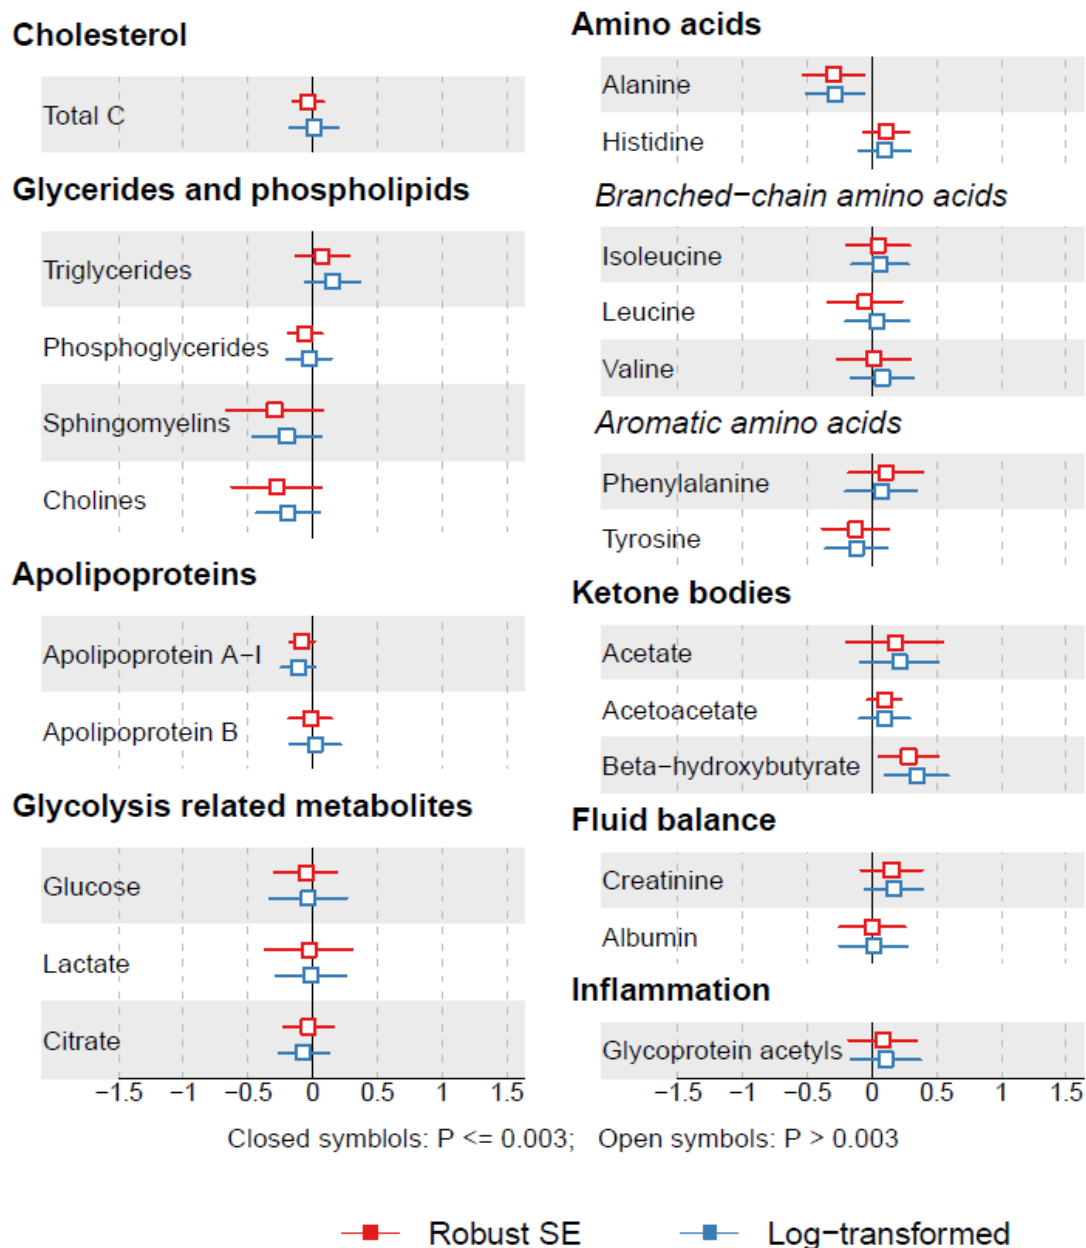 Cholesterol
Total C
Glycerides and phospholipids
Triglycerides
Phosphoglycerides
Sphingomyelins
Cholines
Apolipoproteins
Apolipoprotein A−I
Apolipoprotein B
Glycolysis related metabolites
Glucose
Lactate
Citrate
−1.5 −1 −0.5 0 0.5 1 1.5
Amino acids
Alanine
Histidine
Branched−chain amino acids
Isoleucine
Leucine
Valine
Aromatic amino acids
Phenylalanine
Tyrosine
Ketone bodies
Acetate
Acetoacetate
Beta−hydroxybutyrate
Fluid balance
Creatinine
Albumin
Inflammation
Glycoprotein acetyls
−1.5 −1 −0.5 0 0.5 1 1.5
Closed symblols: P <= 0.003; Open symbols: P > 0.003
Robust SE Log−transformed